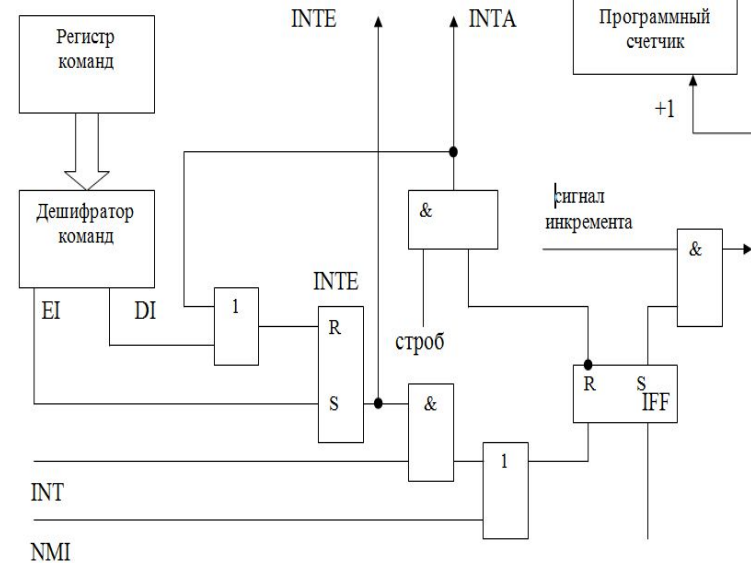 INTE
INTA
Программный
счетчик
Регистр
команд
+1
Дешифратор
команд
&
сигнал
инкремента
&
INTE
EI
DI
1
R
строб
S
&
R
S
IFF
1
INT
NMI